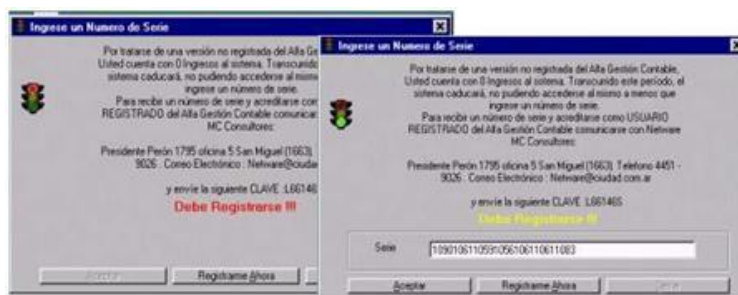 Ingrese un Numero de Serie
Por tratarse de una versión no registrada del Alfa Ge
Usted cuenta con 0 Ingresos al sistema. Transcurido
sistema caducará, no pudiendo accederse al mismo
ingrese un número de serie.
Para recibir un número de serie y acreditarse com
REGISTRADO del Alfa Gestión Contable comunicar
MC Consultores:
Presidente Perón 1795 oficina 5 San Miguel (1663).
9026 . Correo Electrónico : Netware@ciuda
y envíe la siguiente CLAVE :L66146
Debe Registrarse !!!
Aceptar
Registrarme Ahora
Ingrese un Numero de Serie
Por tratarse de una versión no registrada del Alfa Gestión Contable,
Usted cuenta con 0 Ingresos al sistema. Transcurido este período, el
sistema caducará, no pudiendo accederse al mismo a menos que
ingrese un número de serie.
Para recibir un número de serie y acreditarse como USUARIO
REGISTRADO del Alfa Gestión Contable comunicarse con Netware
MC Consultores:
Presidente Perón 1795 oficina 5 San Miguel (1663). Telefono 4451 -
9026 . Correo Electrónico : Netware@ciudad.com.ar
y envíe la siguiente CLAVE :L66146S
Debe Registrarse !!!
Serie
Aceptar
Registrarme Ahora